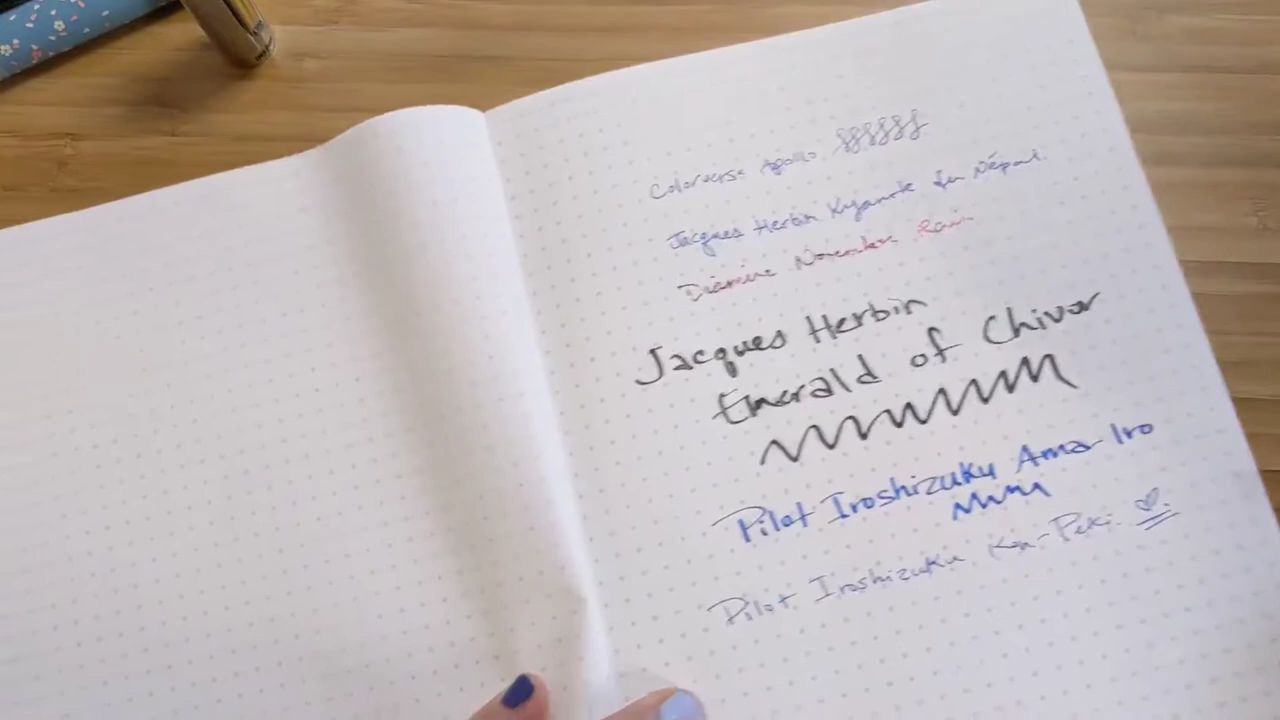 Colorverse Apollo
Jacques Herbin Kyanite du Népal.
Diamine November Rain
Jacques Herbin
Emerald of Chivor
Pilot Iroshizuku Ama Iro
Pilot Iroshizuku Kon-Peki.